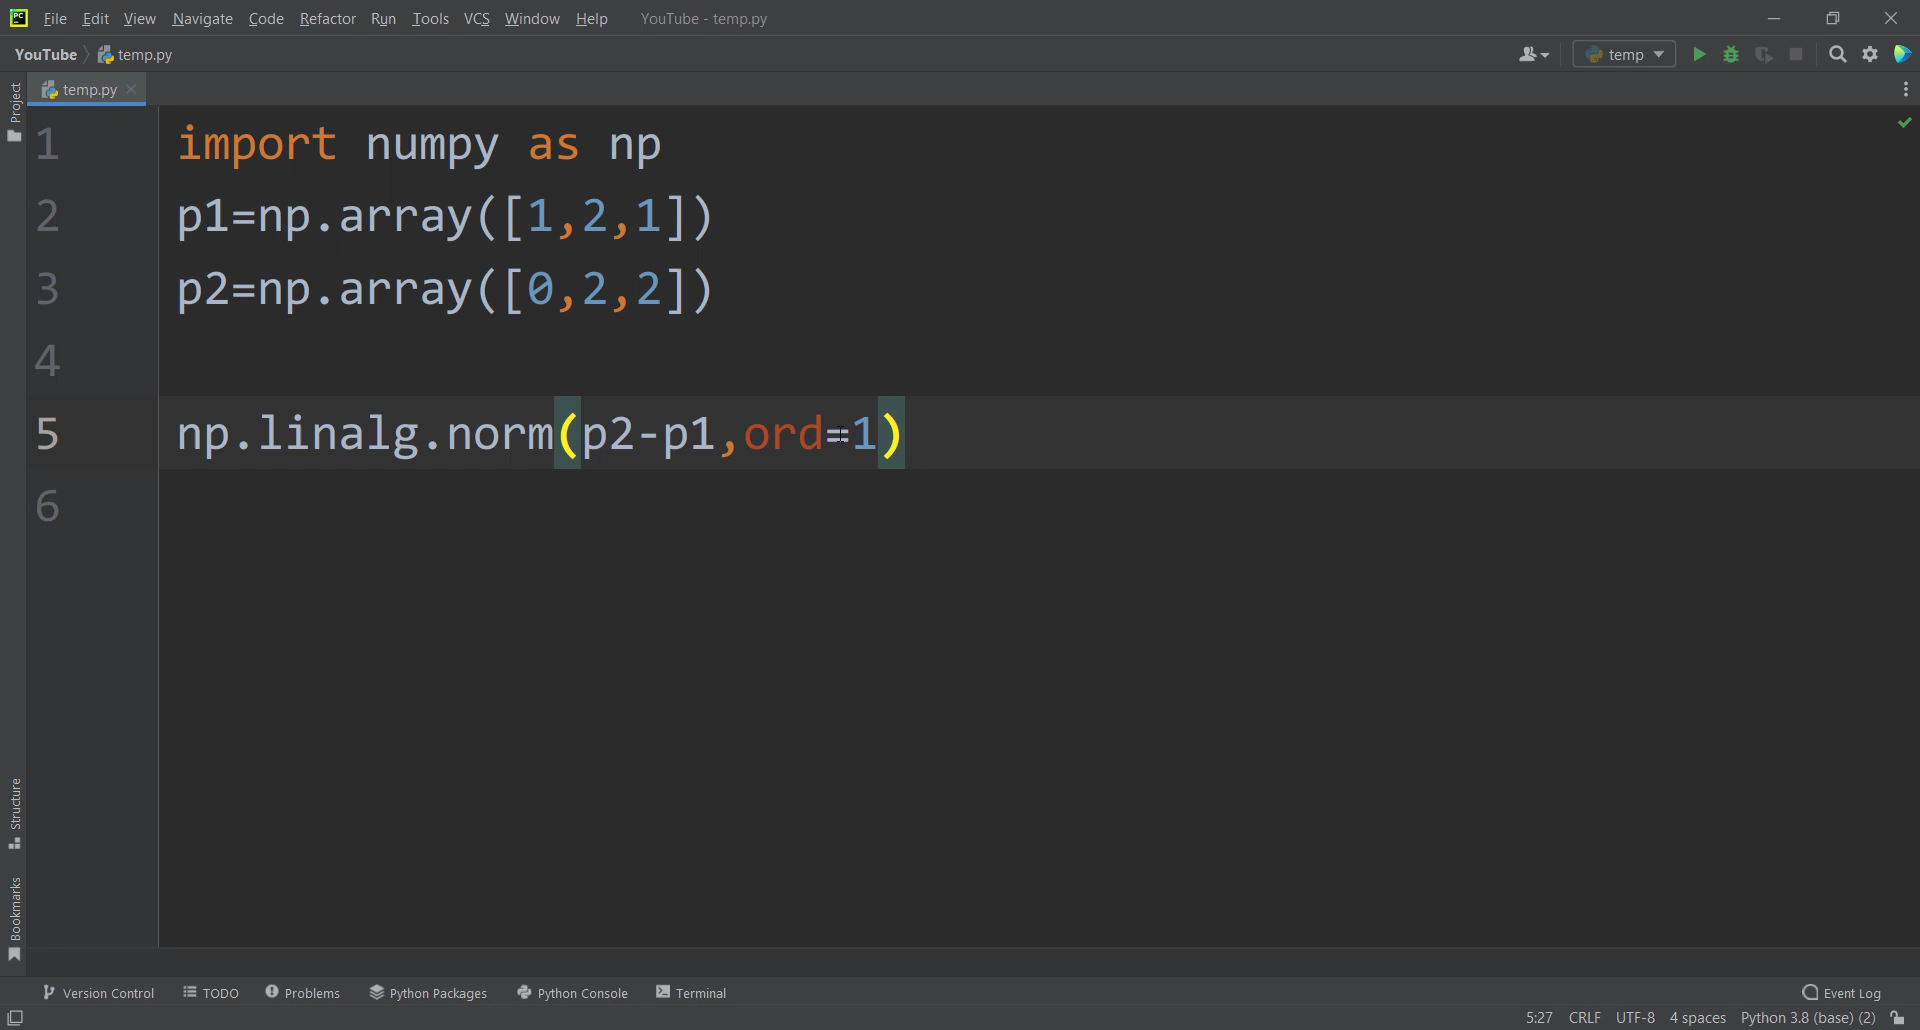 PC File Edit View Navigate Code Refactor Run Tools VCS Window Help YouTube - temp.py
YouTube temp.py temp
Project
temp.py
1 import numpy as np
2 p1=np.array([1,2,1])
3 p2=np.array([0,2,2])
4
5 np.linalg.norm(p2-p1,ord=1)
6
Structure
Bookmarks
Version Control TODO Problems Python Packages Python Console Terminal Event Log
5:27 CRLF UTF-8 4 spaces Python 3.8 (base) (2)